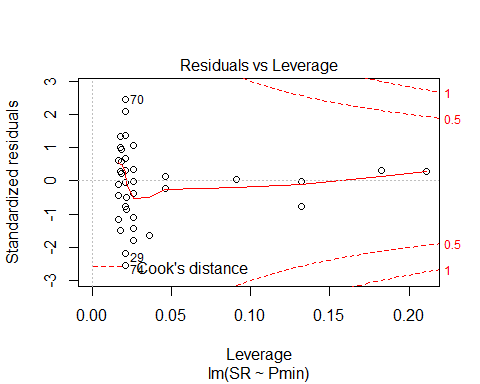 Residuals vs Leverage
Standardized residuals
3
2
1
0
-1
-2
-3
70
29
74
Cook's distance
1
0.5
0.5
1
0.00 0.05 0.10 0.15 0.20
Leverage
lm(SR ~ Pmin)